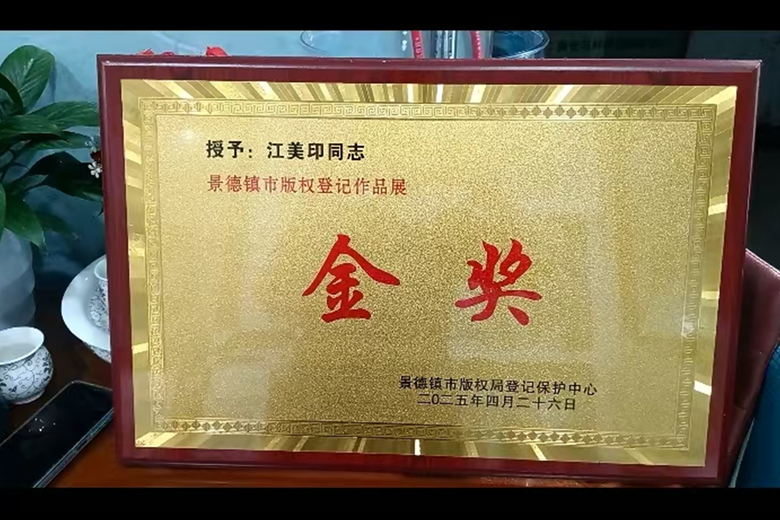 授予：江美印同志
景德镇市版权登记作品展
金奖
景德镇市版权局登记保护中心
二0二五年四月二十六日